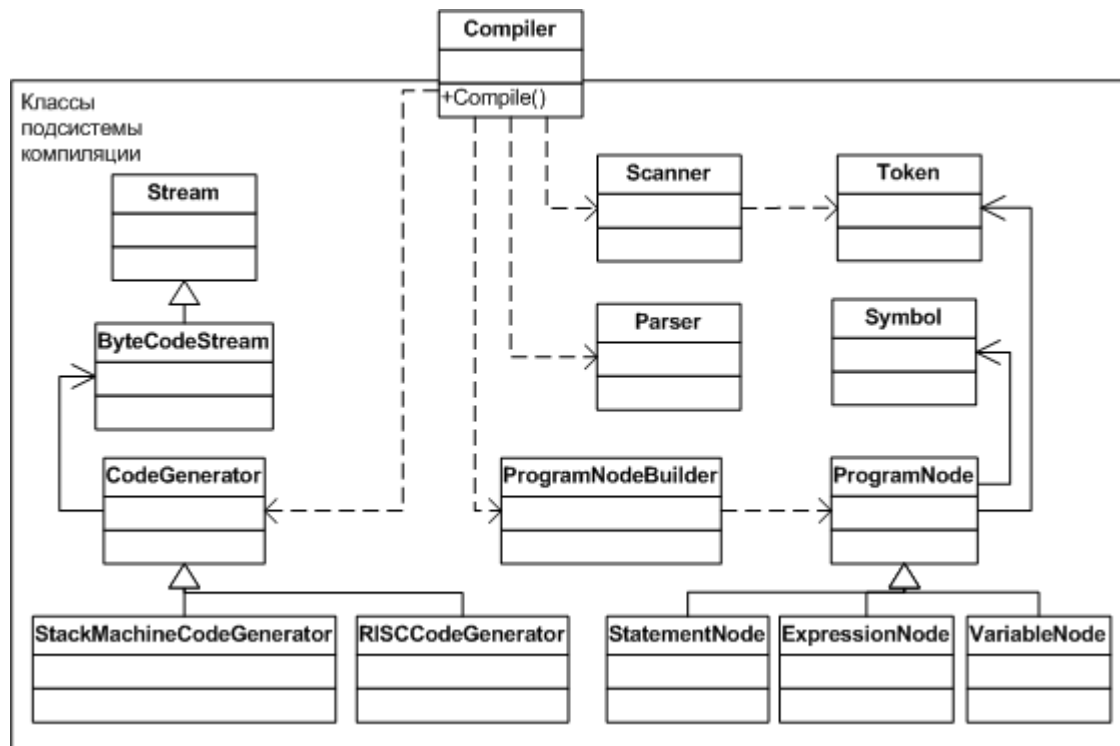 Compiler
+Compile()
Классы
подсистемы
компиляции
Stream
Scanner
Token
ByteCodeStream
Parser
Symbol
CodeGenerator
ProgramNodeBuilder
ProgramNode
StackMachineCodeGenerator
RISCCodeGenerator
StatementNode
ExpressionNode
VariableNode